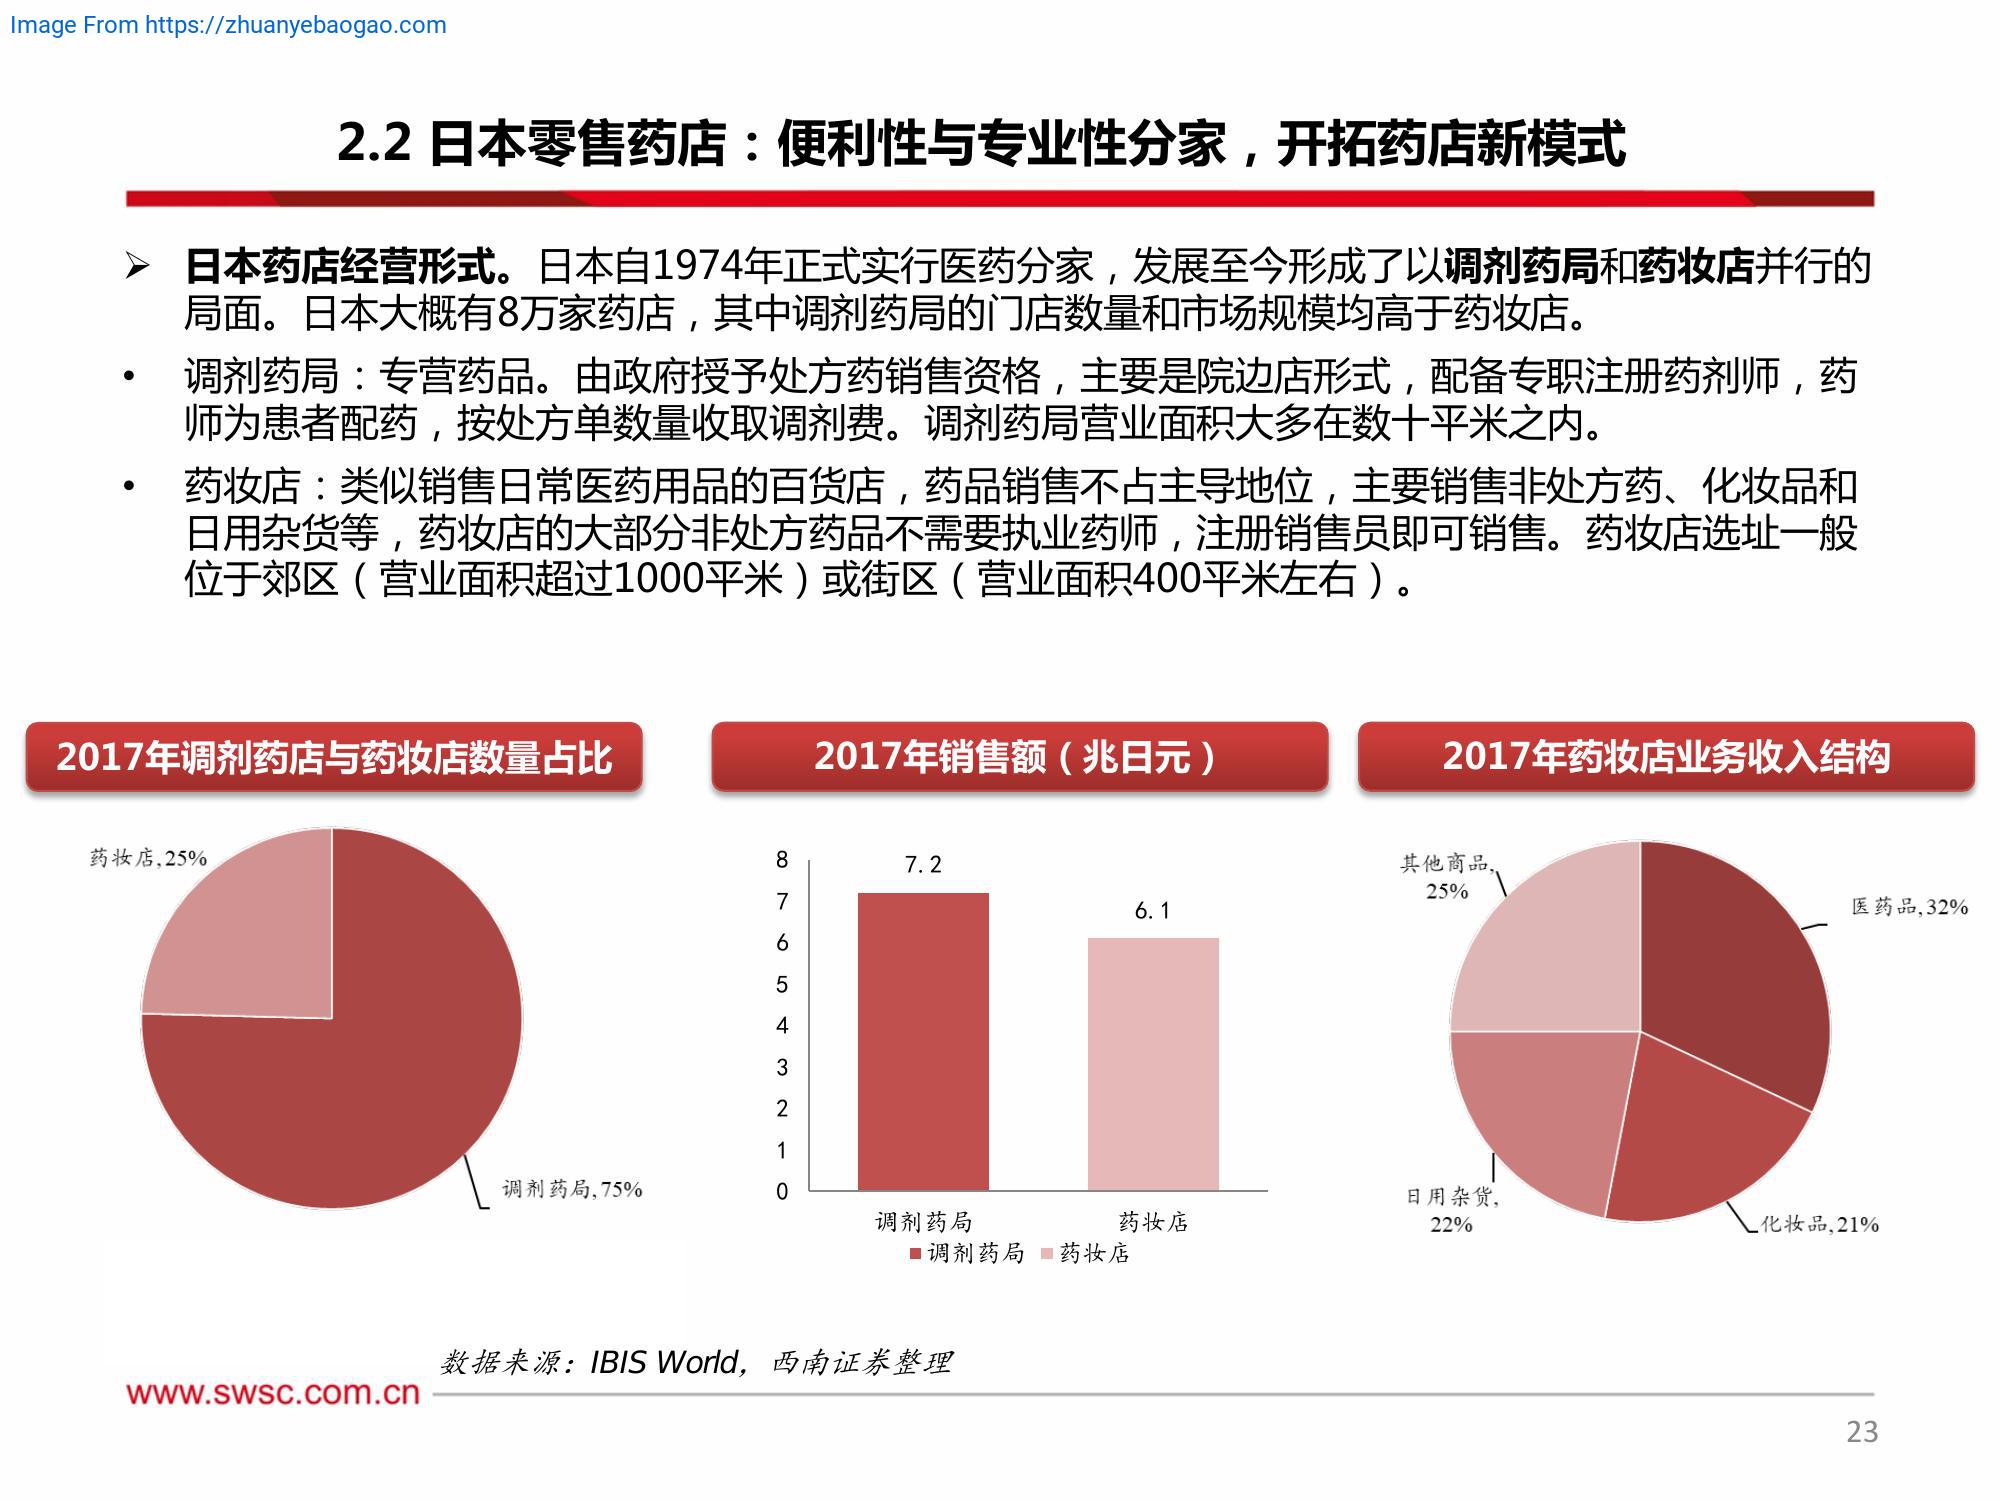 Image From https://zhuanyebaogao.com
2.2 日本零售药店：便利性与专业性分家，开拓药店新模式
➢ 日本药店经营形式。日本自1974年正式实行医药分家，发展至今形成了以调剂药局和药妆店并行的
局面。日本大概有8万家药店，其中调剂药局的门店数量和市场规模均高于药妆店。
• 调剂药局：专营药品。由政府授予处方药销售资格，主要是院边店形式，配备专职注册药剂师，药
师为患者配药，按处方单数量收取调剂费。调剂药局营业面积大多在数十平米之内。
• 药妆店：类似销售日常医药用品的百货店，药品销售不占主导地位，主要销售非处方药、化妆品和
日用杂货等，药妆店的大部分非处方药品不需要执业药师，注册销售员即可销售。药妆店选址一般
位于郊区（营业面积超过1000平米）或街区（营业面积400平米左右）。
2017年调剂药店与药妆店数量占比
药妆店,25%
调剂药局,75%
2017年销售额（兆日元）
8
7
6
5
4
3
2
1
0
7.2
6.1
调剂药局
药妆店
调剂药局 药妆店
2017年药妆店业务收入结构
其他商品,
25%
医药品,32%
日用杂货,
22%
化妆品,21%
数据来源：IBIS World，西南证券整理
www.swsc.com.cn
23